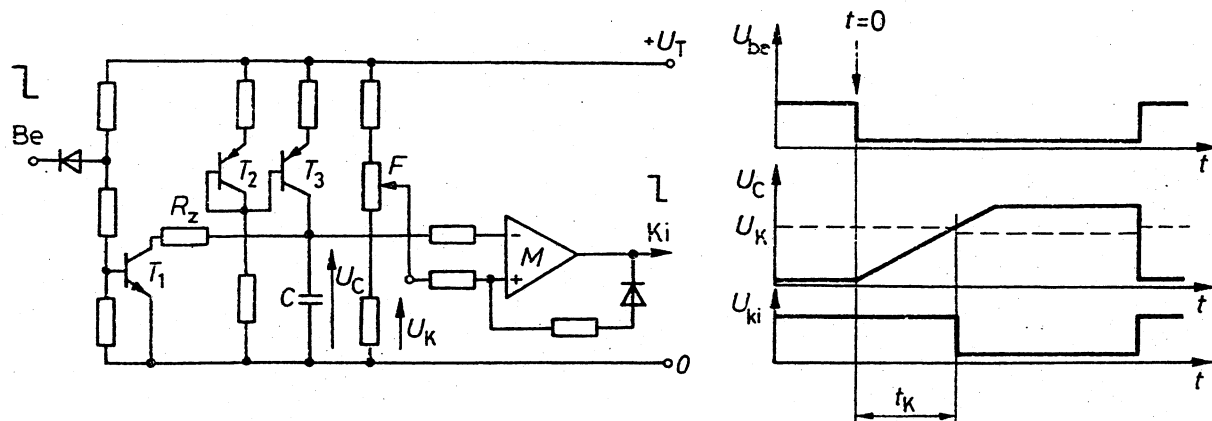 +U_T
Be
T_2
T_3
F
R_z
T_1
C
U_C
U_K
-
+
M
Ki
0
t=0
U_be
t
U_C
U_K
t
U_ki
t
t_K